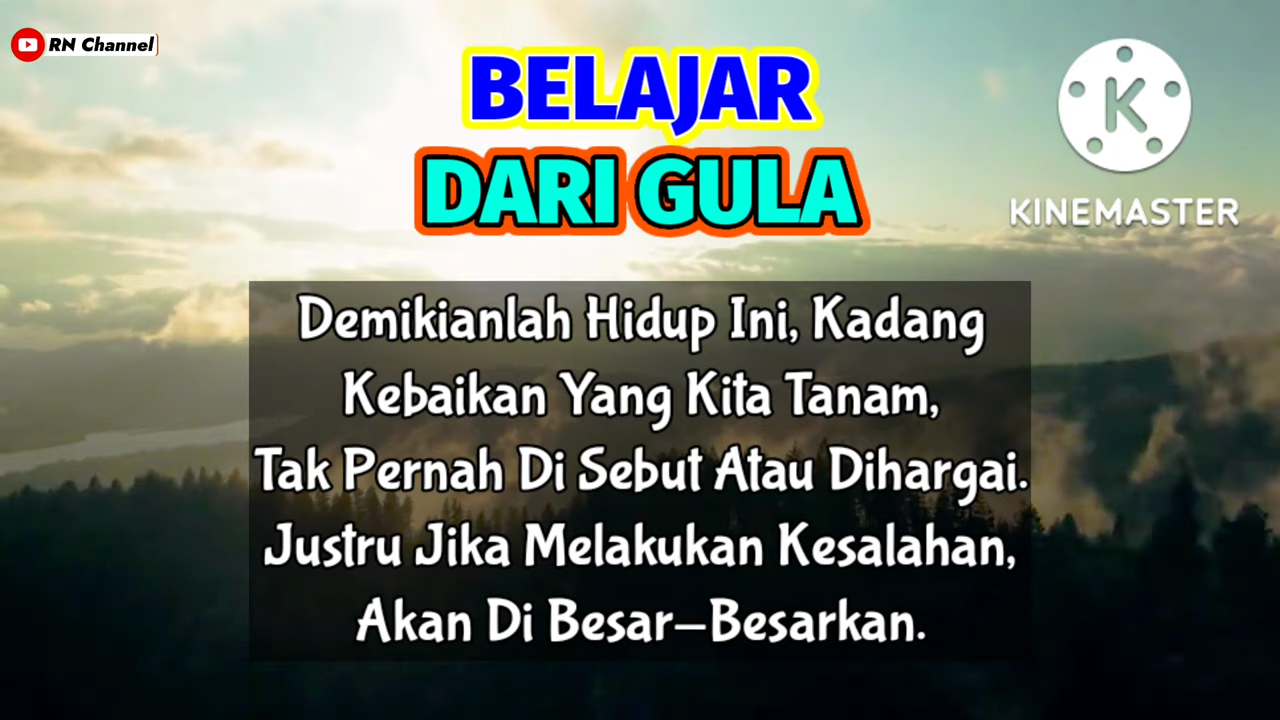 RN Channel
BELAJAR
DARI GULA
K
KINEMASTER
Demikianlah Hidup Ini, Kadang
Kebaikan Yang Kita Tanam,
Tak Pernah Di Sebut Atau Dihargai.
Justru Jika Melakukan Kesalahan,
Akan Di Besar-Besarkan.